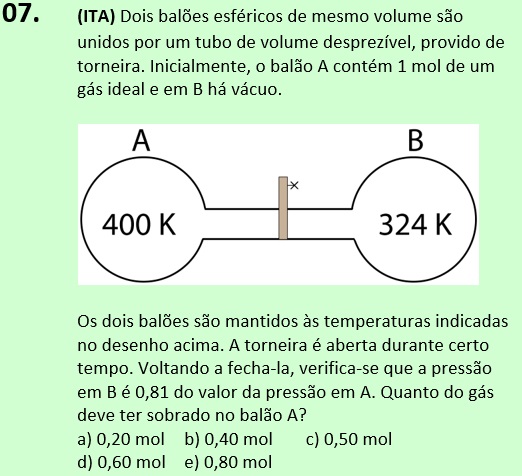 07. (ITA) Dois balões esféricos de mesmo volume são
unidos por um tubo de volume desprezível, provido de
torneira. Inicialmente, o balão A contém 1 mol de um
gás ideal e em B há vácuo.
A B
400 K 324 K
Os dois balões são mantidos às temperaturas indicadas
no desenho acima. A torneira é aberta durante certo
tempo. Voltando a fecha-la, verifica-se que a pressão
em B é 0,81 do valor da pressão em A. Quanto do gás
deve ter sobrado no balão A?
a) 0,20 mol b) 0,40 mol c) 0,50 mol
d) 0,60 mol e) 0,80 mol